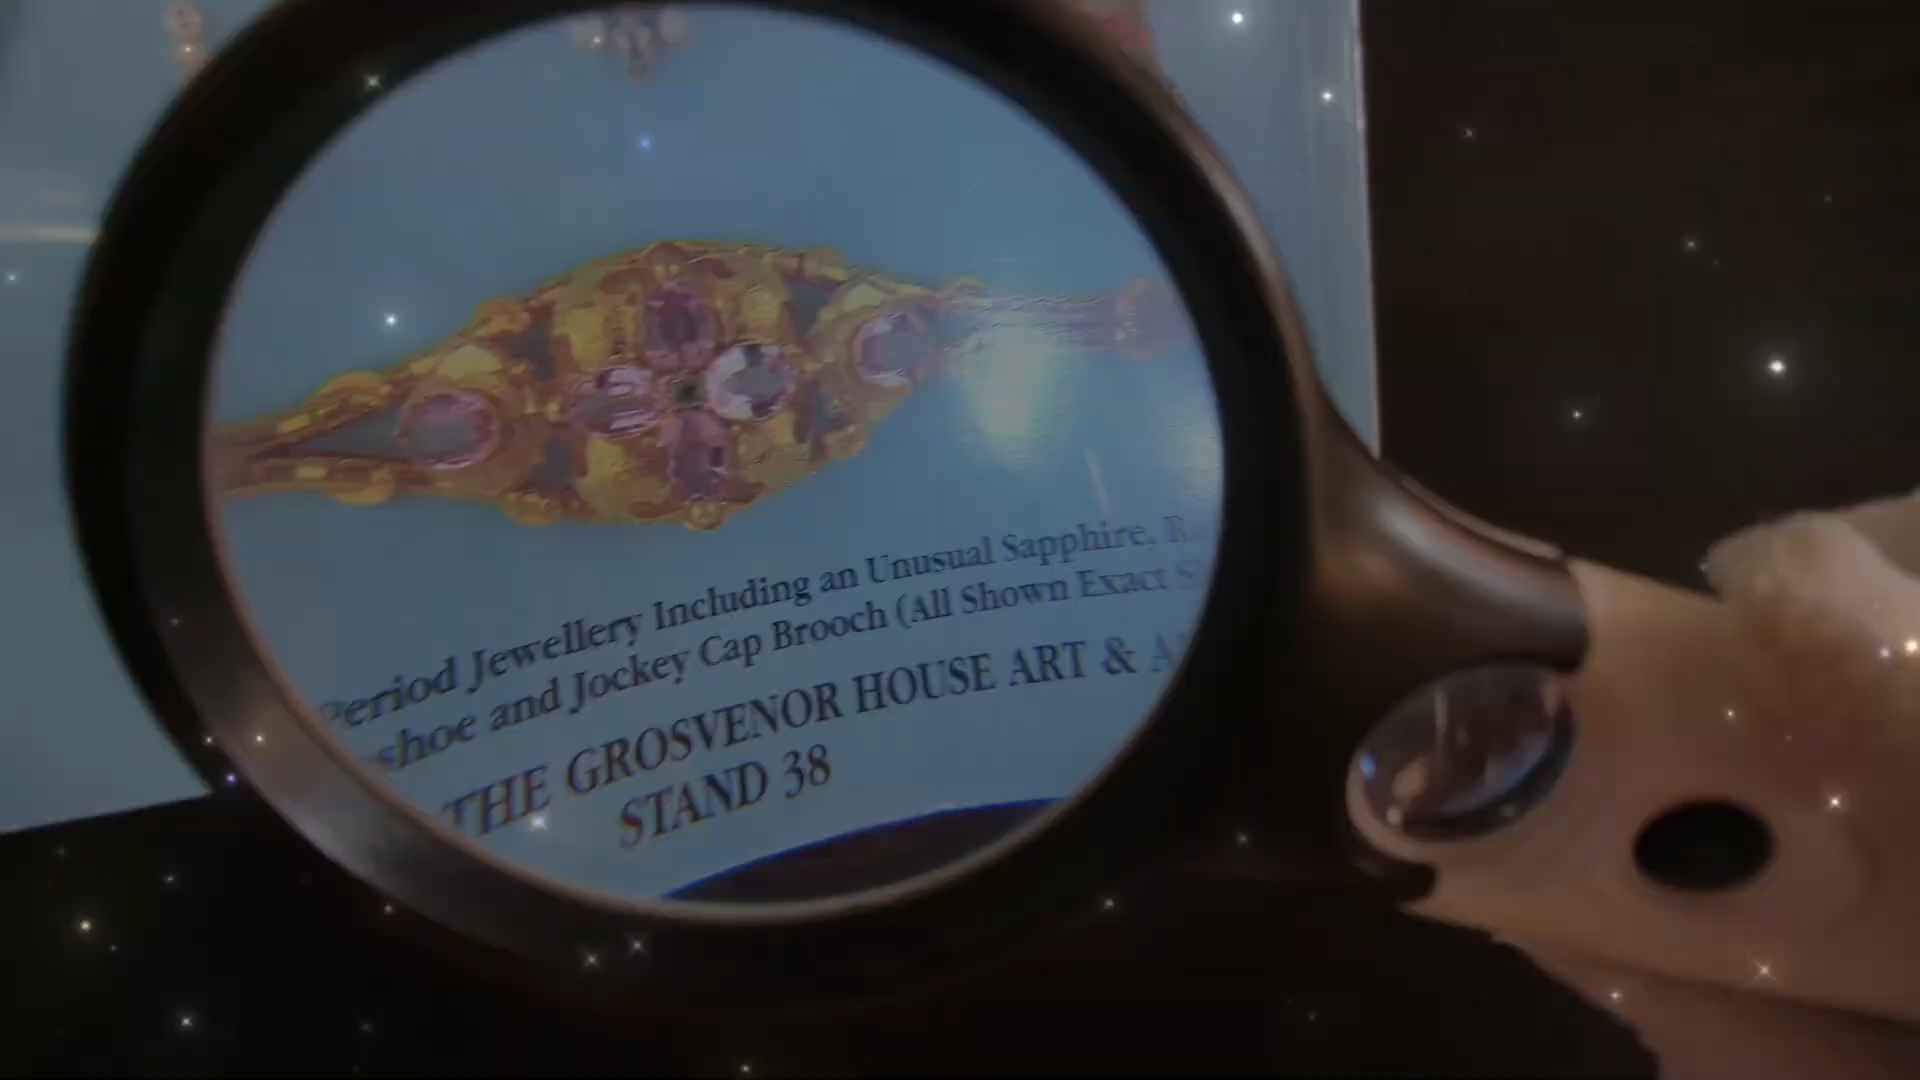 Period Jewellery Including an Unusual Sapphire,
shoe and Jockey Cap Brooch (All Shown Exact
THE GROSVENOR HOUSE ART &
STAND 38